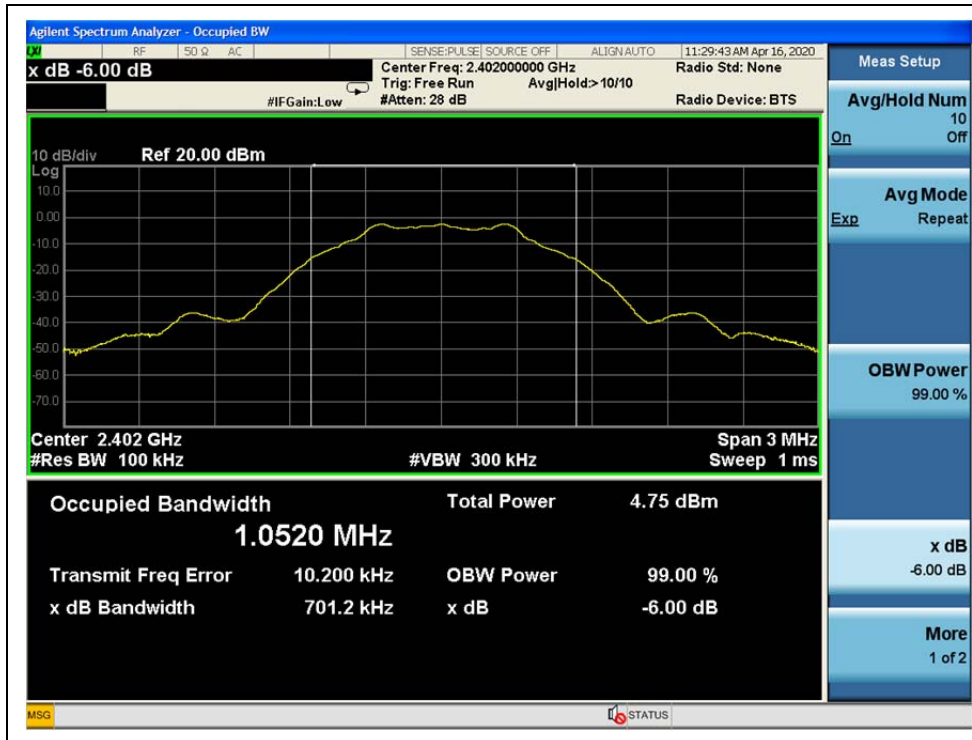 Agilent Spectrum Analyzer - Occupied BW
LXI RF 50 Ω AC SENSE:PULSE SOURCE OFF ALIGN AUTO 11:29:43 AM Apr 16, 2020
x dB -6.00 dB
Center Freq: 2.402000000 GHz Radio Std: None
Trig: Free Run Avg|Hold:> 10/10
#IFGain:Low #Atten: 28 dB Radio Device: BTS
10 dB/div Ref 20.00 dBm
Log
10.0
0.00
-10.0
-20.0
-30.0
-40.0
-50.0
-60.0
-70.0
Center 2.402 GHz Span 3 MHz
#Res BW 100 kHz #VBW 300 kHz Sweep 1 ms
Occupied Bandwidth Total Power 4.75 dBm
1.0520 MHz
Transmit Freq Error 10.200 kHz OBW Power 99.00 %
x dB Bandwidth 701.2 kHz x dB -6.00 dB
Meas Setup
Avg/Hold Num
10
On Off
Avg Mode
Exp Repeat
OBW Power
99.00 %
x dB
-6.00 dB
More
1 of 2
MSG STATUS